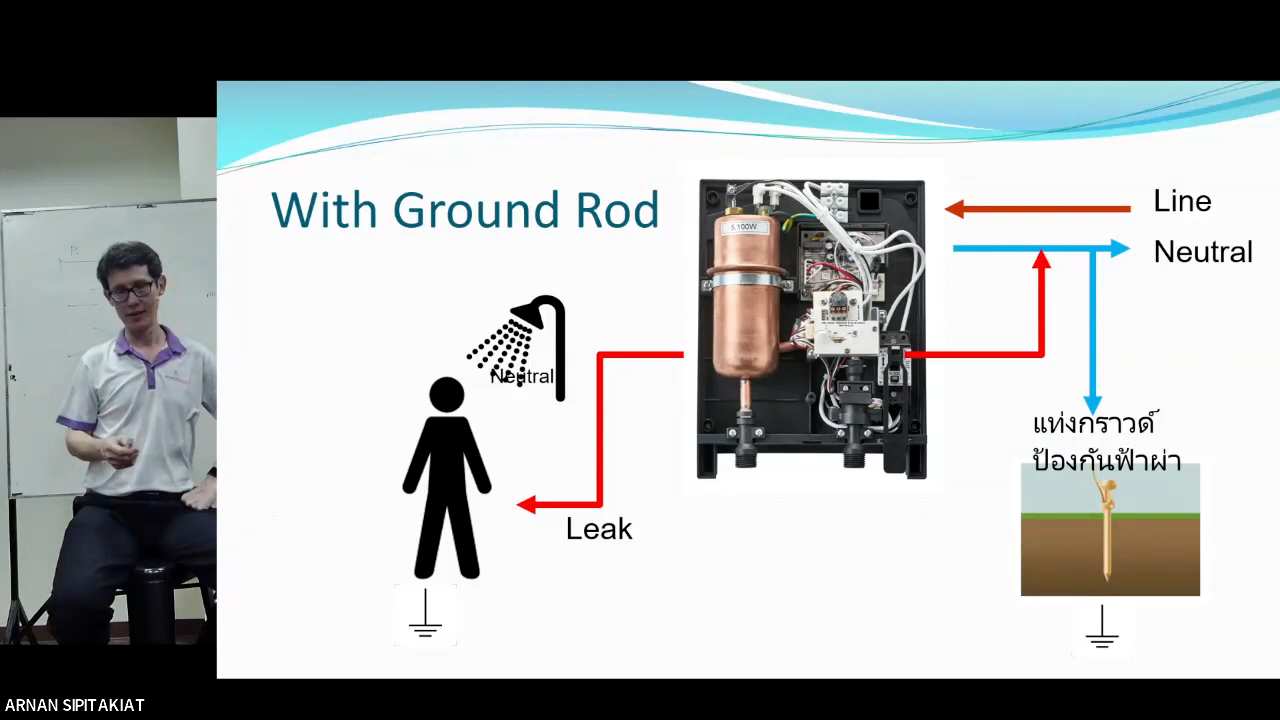 With Ground Rod
5,100W
Line
Neutral
Neutral
Leak
แท่งกราวด์
ป้องกันฟ้าผ่า
ARNAN SIPITAKIAT